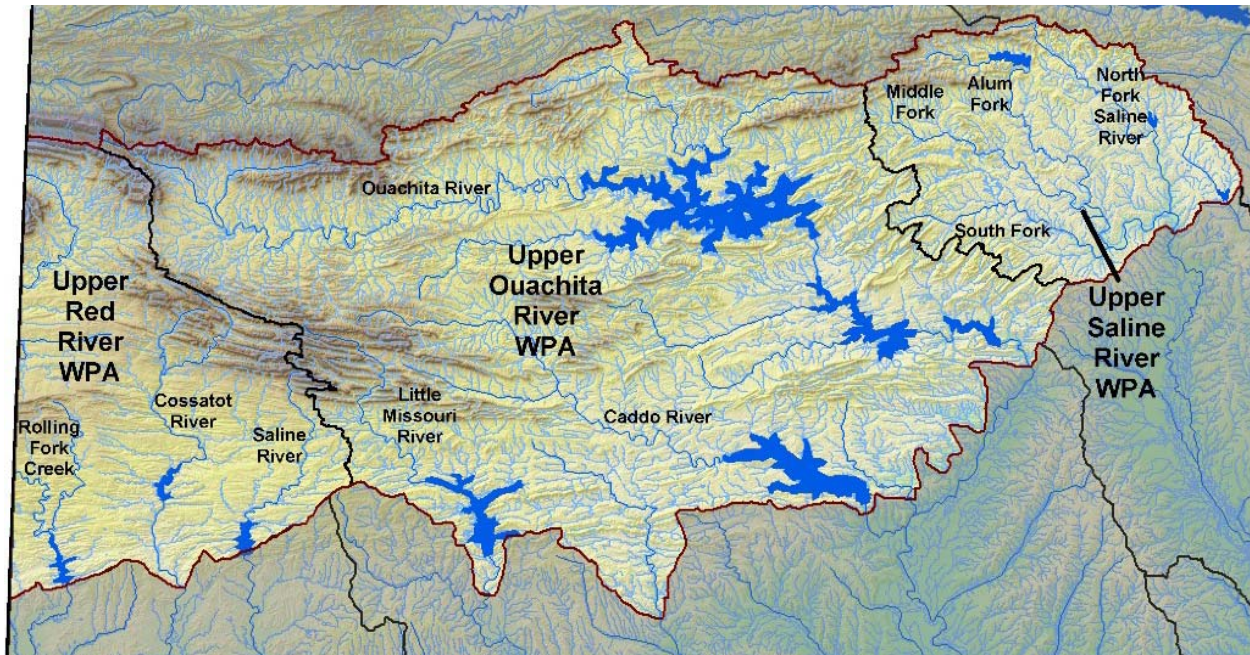 Middle
Fork
Alum
Fork
North
Fork
Saline
River
Ouachita River
South Fork
Upper
Red
River
WPA
Upper
Ouachita
River
WPA
Upper
Saline
River
WPA
Cossatot
River
Little
Missouri
River
Caddo River
Rolling
Fork
Creek
Saline
River